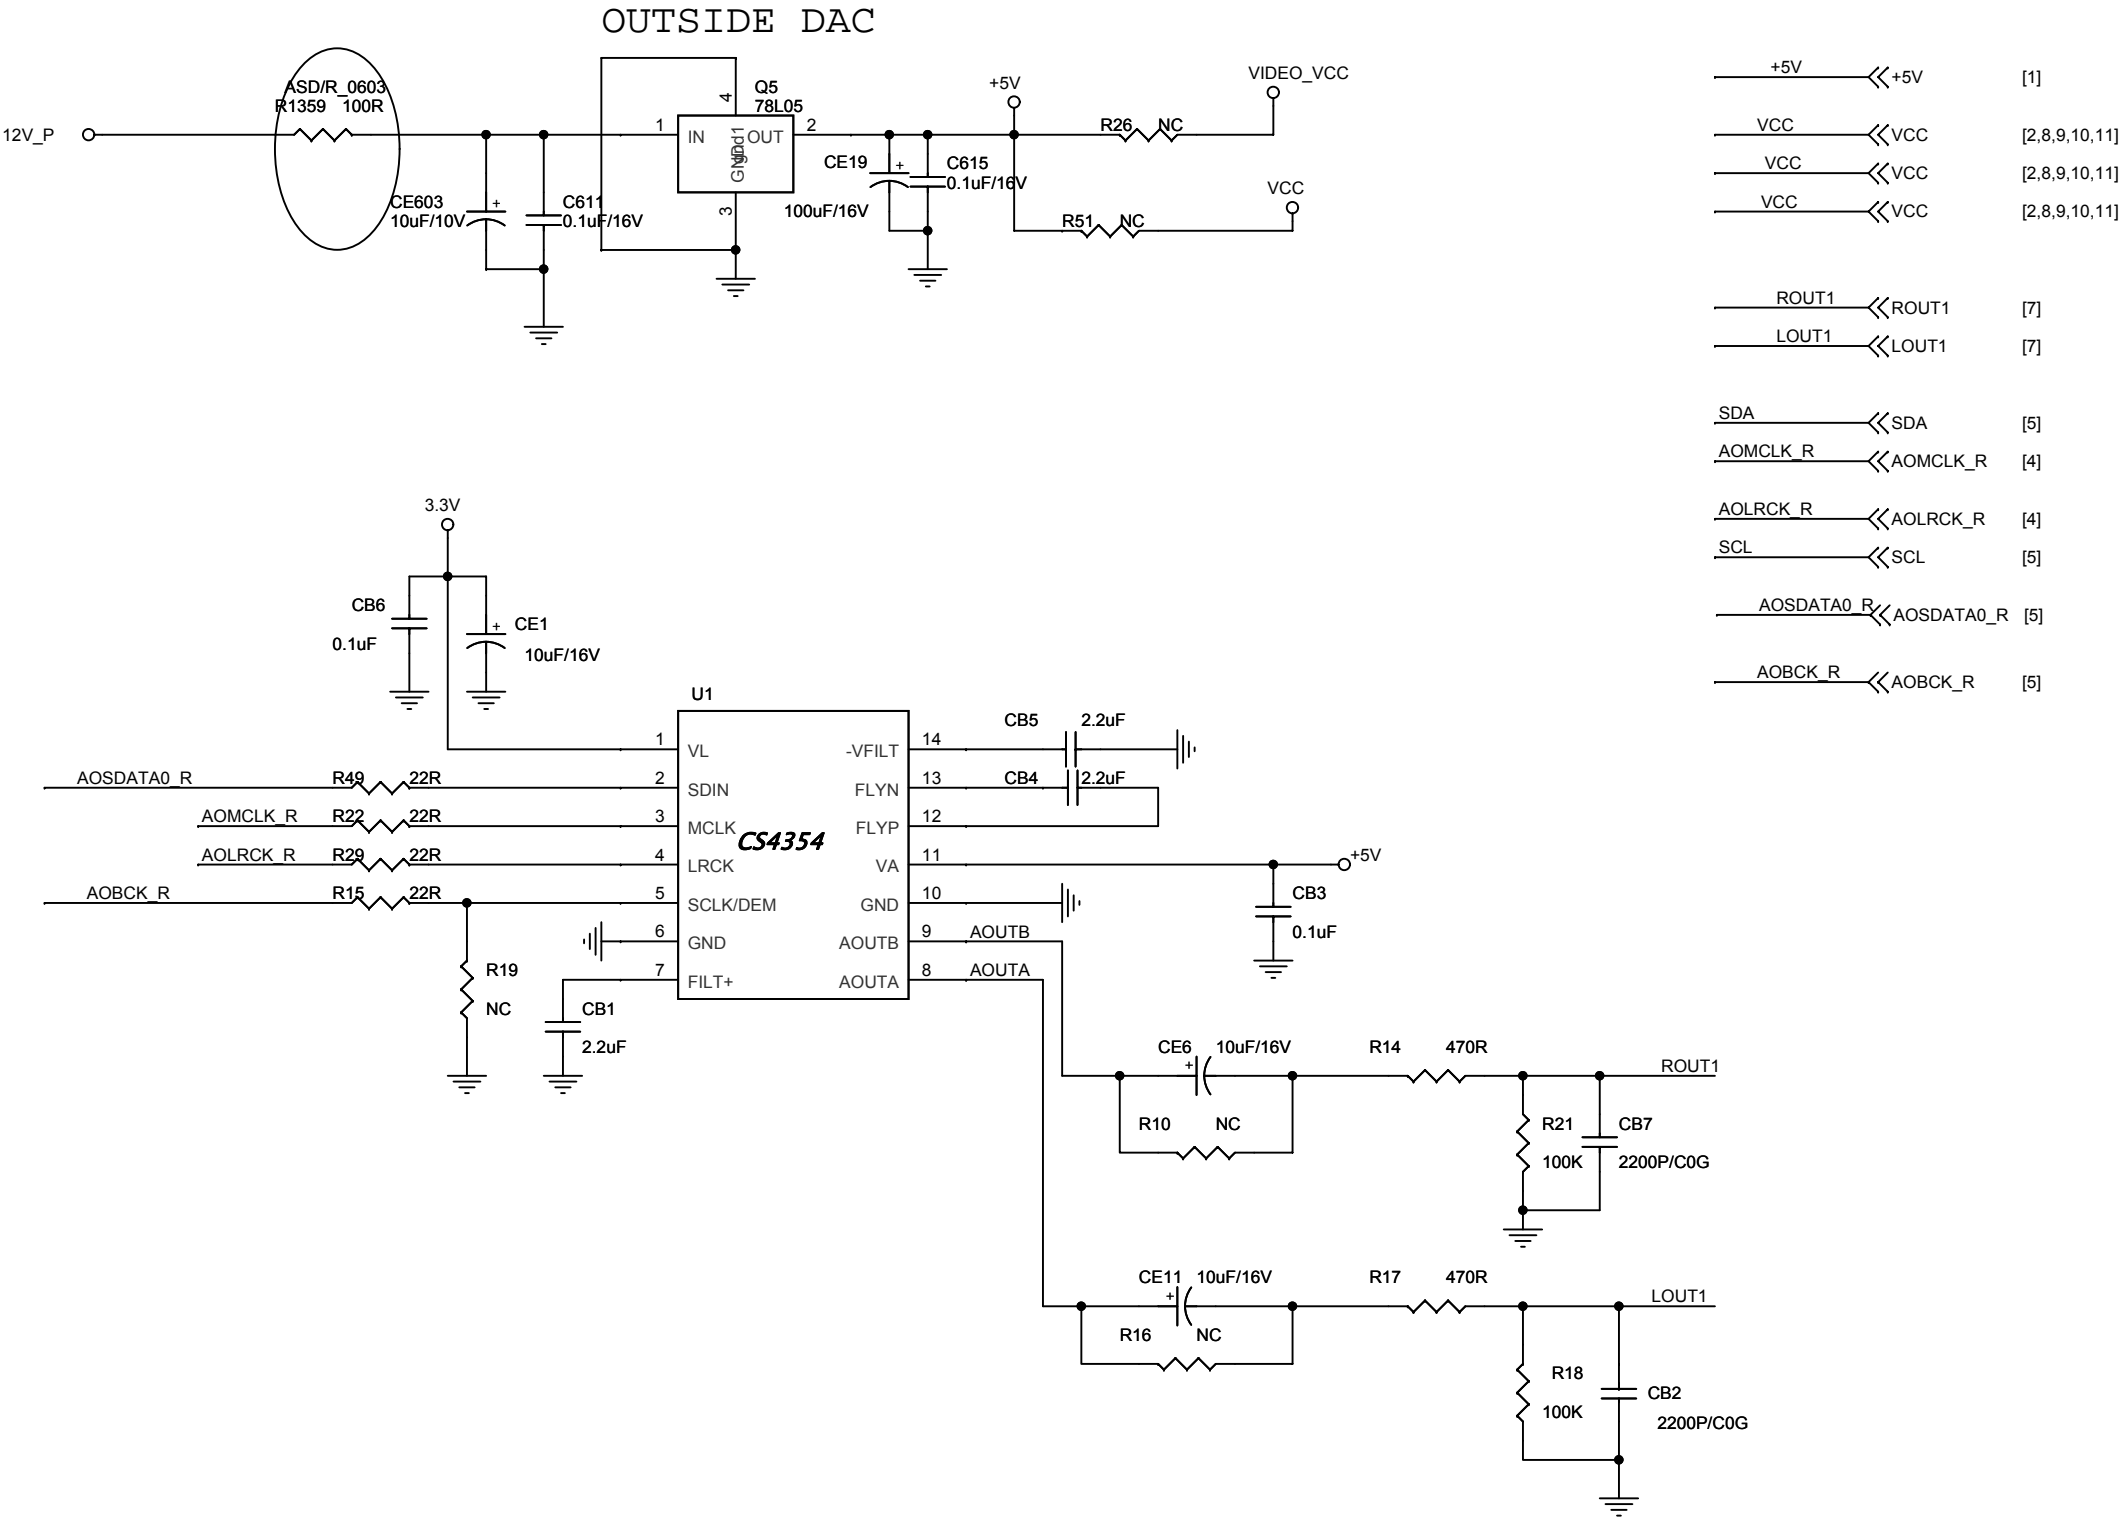 OUTSIDE DAC
12V_P
ASD/R_0603
R1359 100R
CE603
10uF/10V
+
C611
0.1uF/16V
Q5
78L05
4
1
IN
GND
gnd1
OUT
2
3
CE19
+
100uF/16V
C615
0.1uF/16V
+5V
R26 NC
VIDEO_VCC
R51 NC
VCC
+5V +5V [1]
VCC VCC [2,8,9,10,11]
VCC VCC [2,8,9,10,11]
VCC VCC [2,8,9,10,11]
ROUT1 ROUT1 [7]
LOUT1 LOUT1 [7]
SDA SDA [5]
AOMCLK_R AOMCLK_R [4]
AOLRCK_R AOLRCK_R [4]
SCL SCL [5]
AOSDATA0_R AOSDATA0_R [5]
AOBCK_R AOBCK_R [5]
3.3V
CB6
0.1uF
+
CE1
10uF/16V
U1
CS4354
1 VL
AOSDATA0_R R49 22R 2 SDIN
AOMCLK_R R22 22R 3 MCLK
AOLRCK_R R29 22R 4 LRCK
AOBCK_R R15 22R 5 SCLK/DEM
6 GND
7 FILT+
R19
NC
CB1
2.2uF
-VFILT 14 CB5 2.2uF
FLYN 13 CB4 2.2uF
FLYP 12
VA 11 +5V
GND 10
AOUTB 9 AOUTB
AOUTA 8 AOUTA
CB3
0.1uF
CE6 10uF/16V
+
R10 NC
R14 470R
ROUT1
R21
100K
CB7
2200P/C0G
CE11 10uF/16V
+
R16 NC
R17 470R
LOUT1
R18
100K
CB2
2200P/C0G